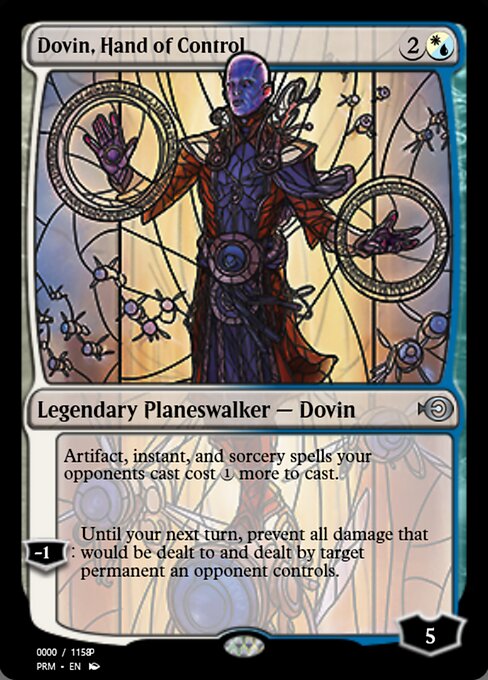 Dovin, Hand of Control 2
Legendary Planeswalker — Dovin
Artifact, instant, and sorcery spells your
opponents cast cost 1 more to cast.
Until your next turn, prevent all damage that
-1 : would be dealt to and dealt by target
permanent an opponent controls.
5
0000 / 1158P
PRM • EN